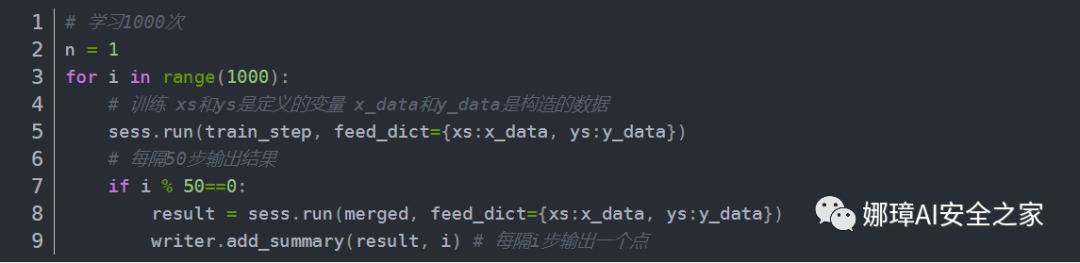 1 # 学习1000次
2 n = 1
3 for i in range(1000):
4     # 训练 xs和ys是定义的变量 x_data和y_data是构造的数据
5     sess.run(train_step, feed_dict={xs:x_data, ys:y_data})
6     # 每隔50步输出结果
7     if i % 50==0:
8         result = sess.run(merged, feed_dict={xs:x_data, ys:y_data})
9         writer.add_summary(result, i) # 每隔i步输出一个点
娜璋AI安全之家